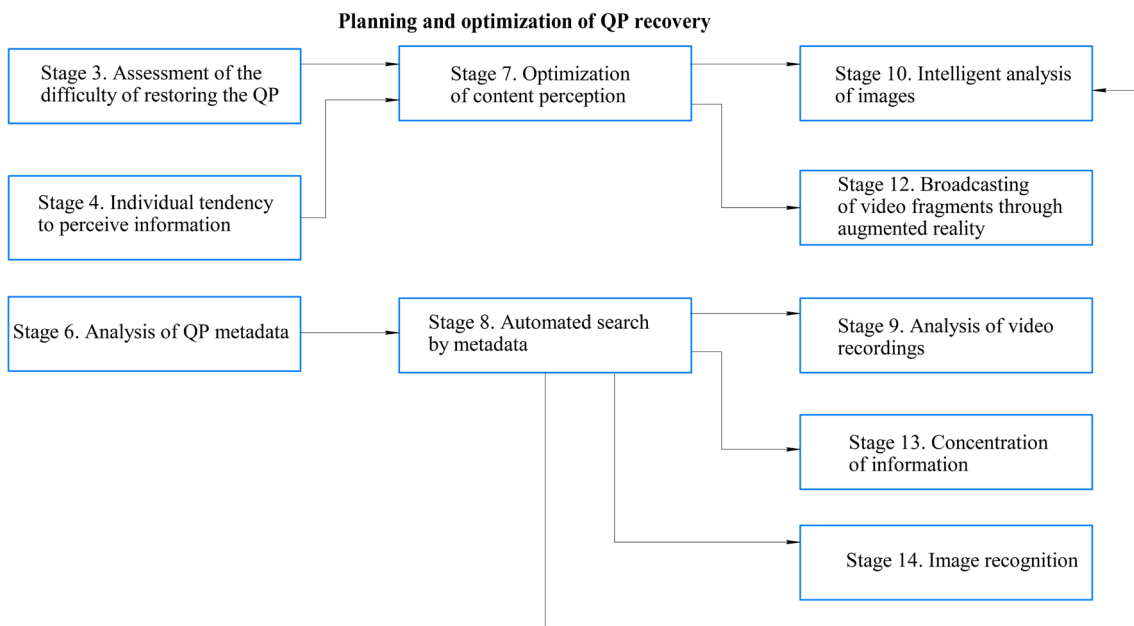 Planning and optimization of QP recovery
Stage 3. Assessment of the
difficulty of restoring the QP
Stage 7. Optimization
of content perception
Stage 10. Intelligent analysis
of images
Stage 4. Individual tendency
to perceive information
Stage 12. Broadcasting
of video fragments through
augmented reality
Stage 6. Analysis of QP metadata
Stage 8. Automated search
by metadata
Stage 9. Analysis of video
recordings
Stage 13. Concentration
of information
Stage 14. Image recognition